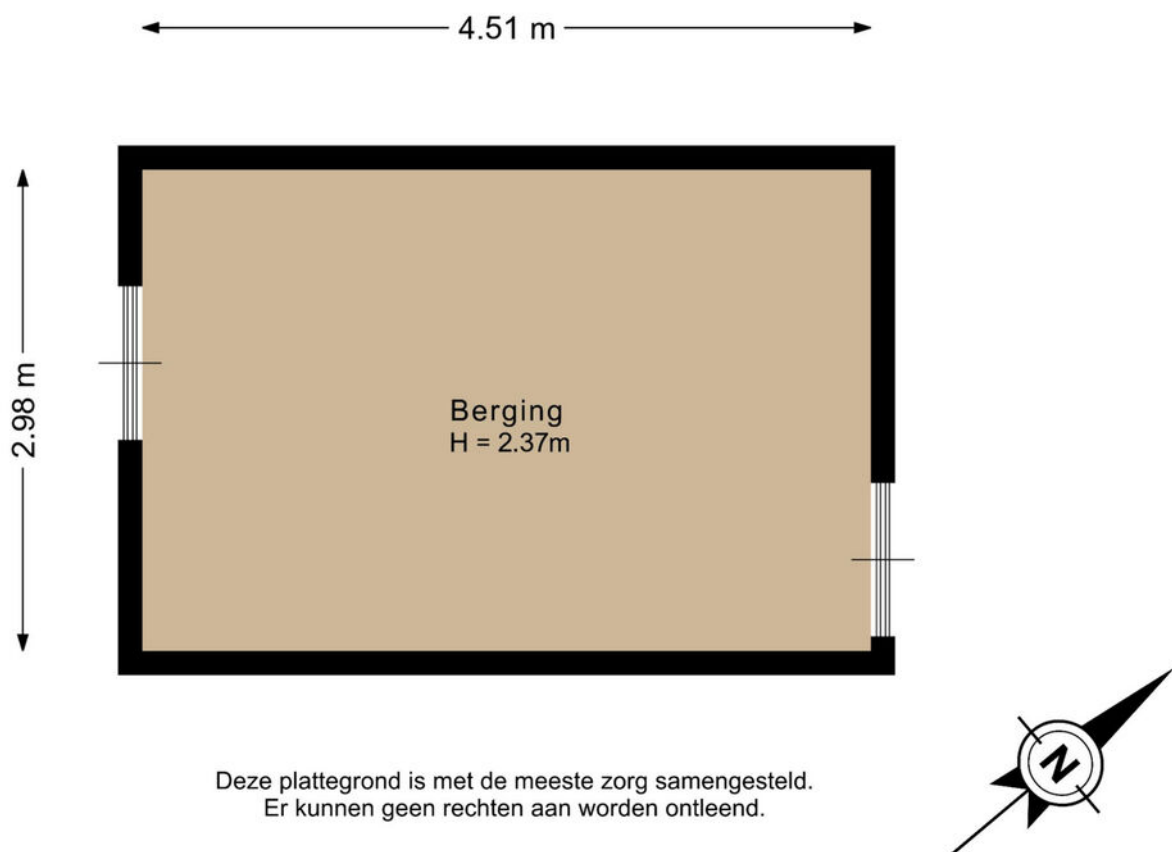 4.51 m
2.98 m
Berging
H = 2.37m
N
Deze plattegrond is met de meeste zorg samengesteld.
Er kunnen geen rechten aan worden ontleend.